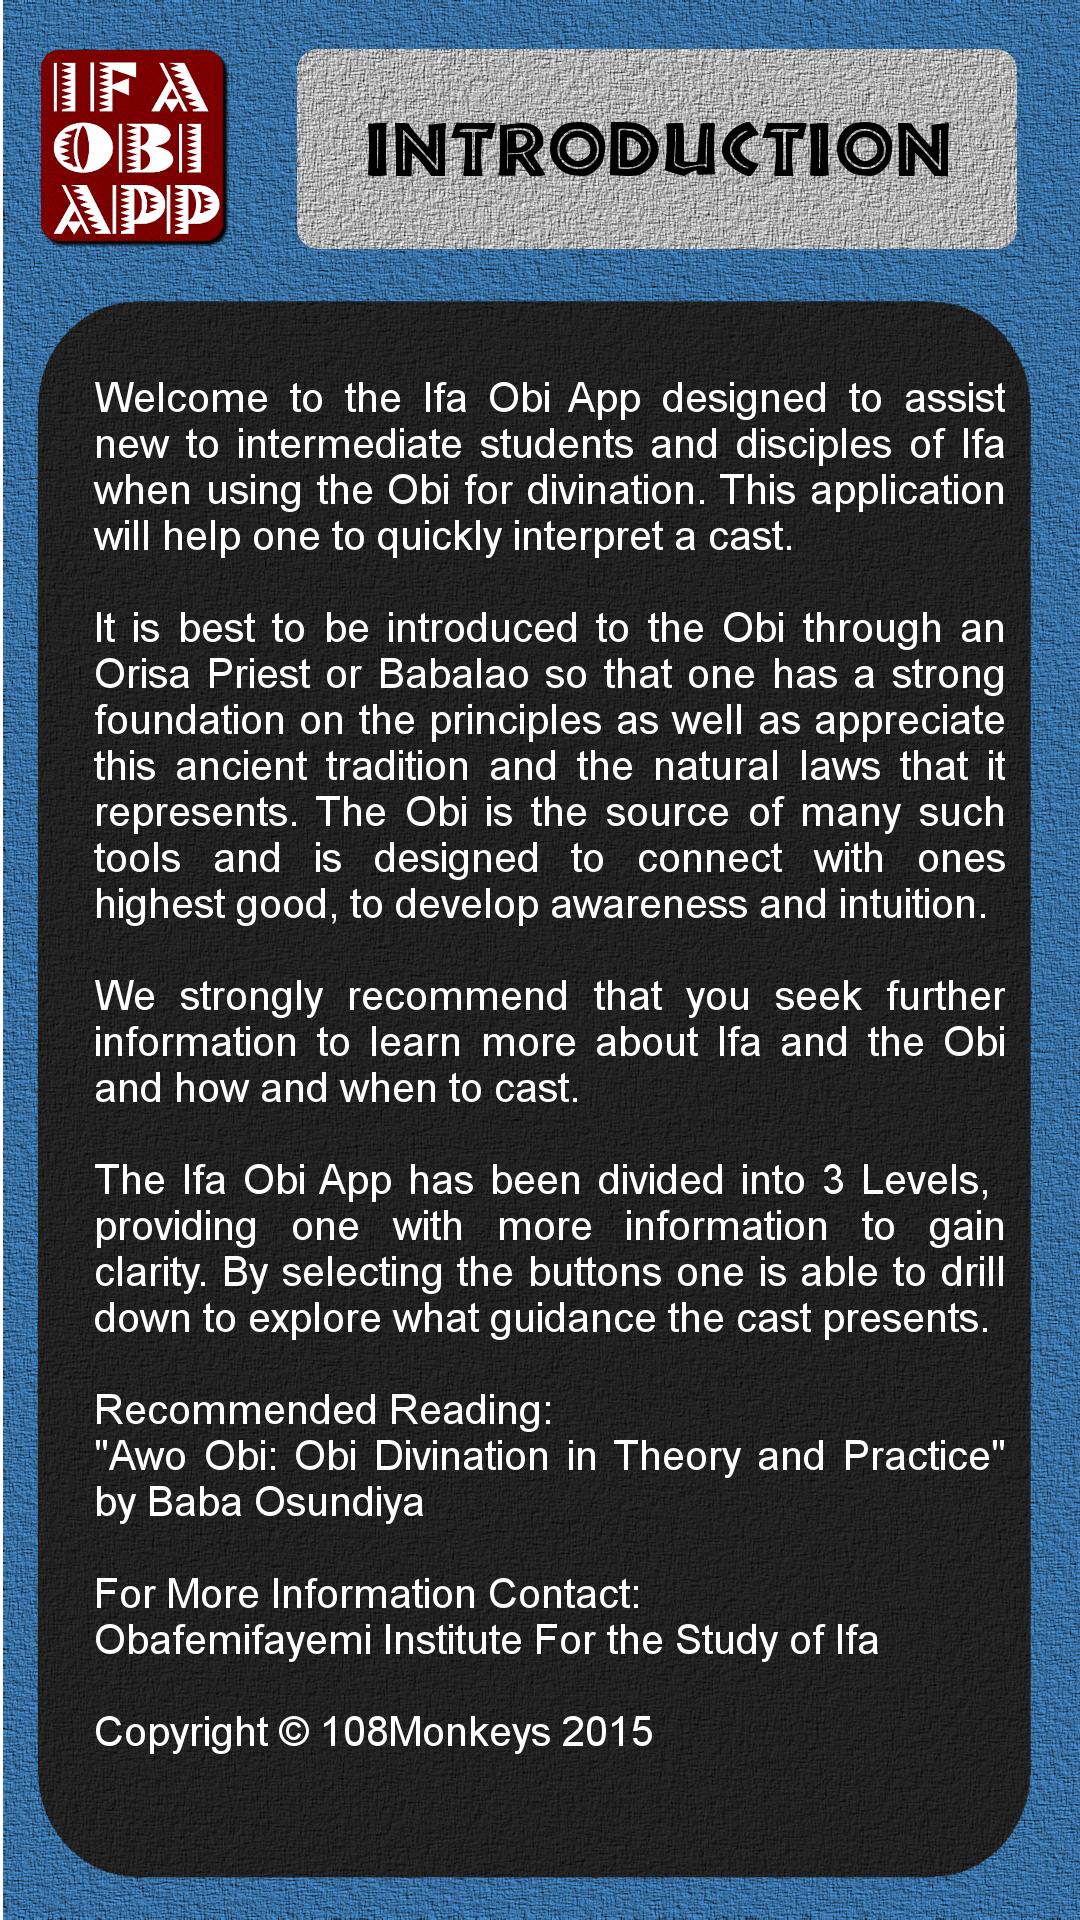 IFA
OBI
APP
INTRODUCTION
Welcome to the Ifa Obi App designed to assist
new to intermediate students and disciples of Ifa
when using the Obi for divination. This application
will help one to quickly interpret a cast.
It is best to be introduced to the Obi through an
Orisa Priest or Babalao so that one has a strong
foundation on the principles as well as appreciate
this ancient tradition and the natural laws that it
represents. The Obi is the source of many such
tools and is designed to connect with ones
highest good, to develop awareness and intuition.
We strongly recommend that you seek further
information to learn more about Ifa and the Obi
and how and when to cast.
The Ifa Obi App has been divided into 3 Levels,
providing one with more information to gain
clarity. By selecting the buttons one is able to drill
down to explore what guidance the cast presents.
Recommended Reading:
"Awo Obi: Obi Divination in Theory and Practice"
by Baba Osundiya
For More Information Contact:
Obafemifayemi Institute For the Study of Ifa
Copyright © 108Monkeys 2015